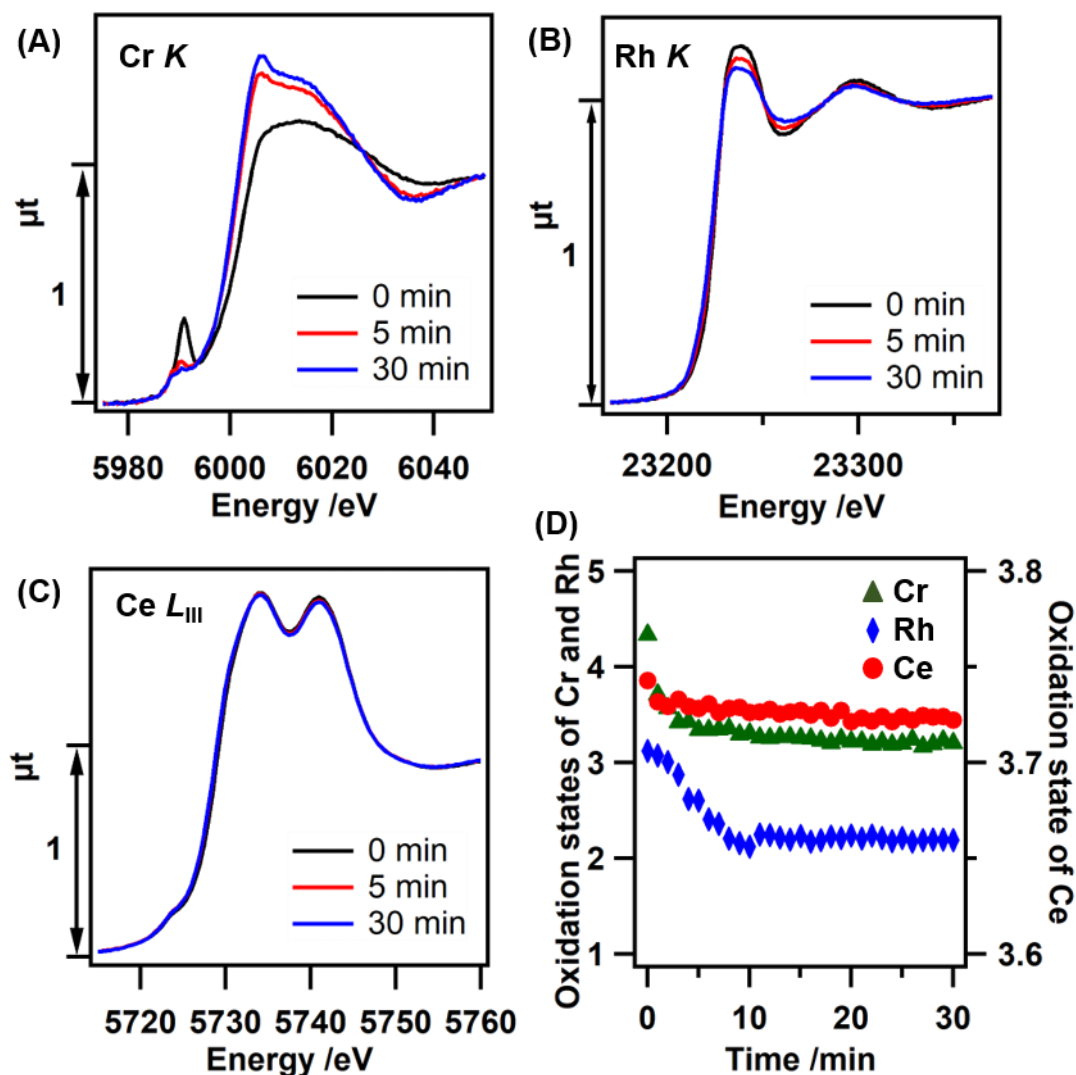 (A)
Cr K
µt
1
0 min
5 min
30 min
5980 6000 6020 6040
Energy /eV
(B)
Rh K
µt
1
0 min
5 min
30 min
23200 23300
Energy /eV
(C)
Ce LIII
µt
1
0 min
5 min
30 min
5720 5730 5740 5750 5760
Energy /eV
(D)
Oxidation states of Cr and Rh
5
4
3
2
1
Cr
Rh
Ce
3.8
3.7
3.6
Oxidation state of Ce
0 10 20 30
Time /min